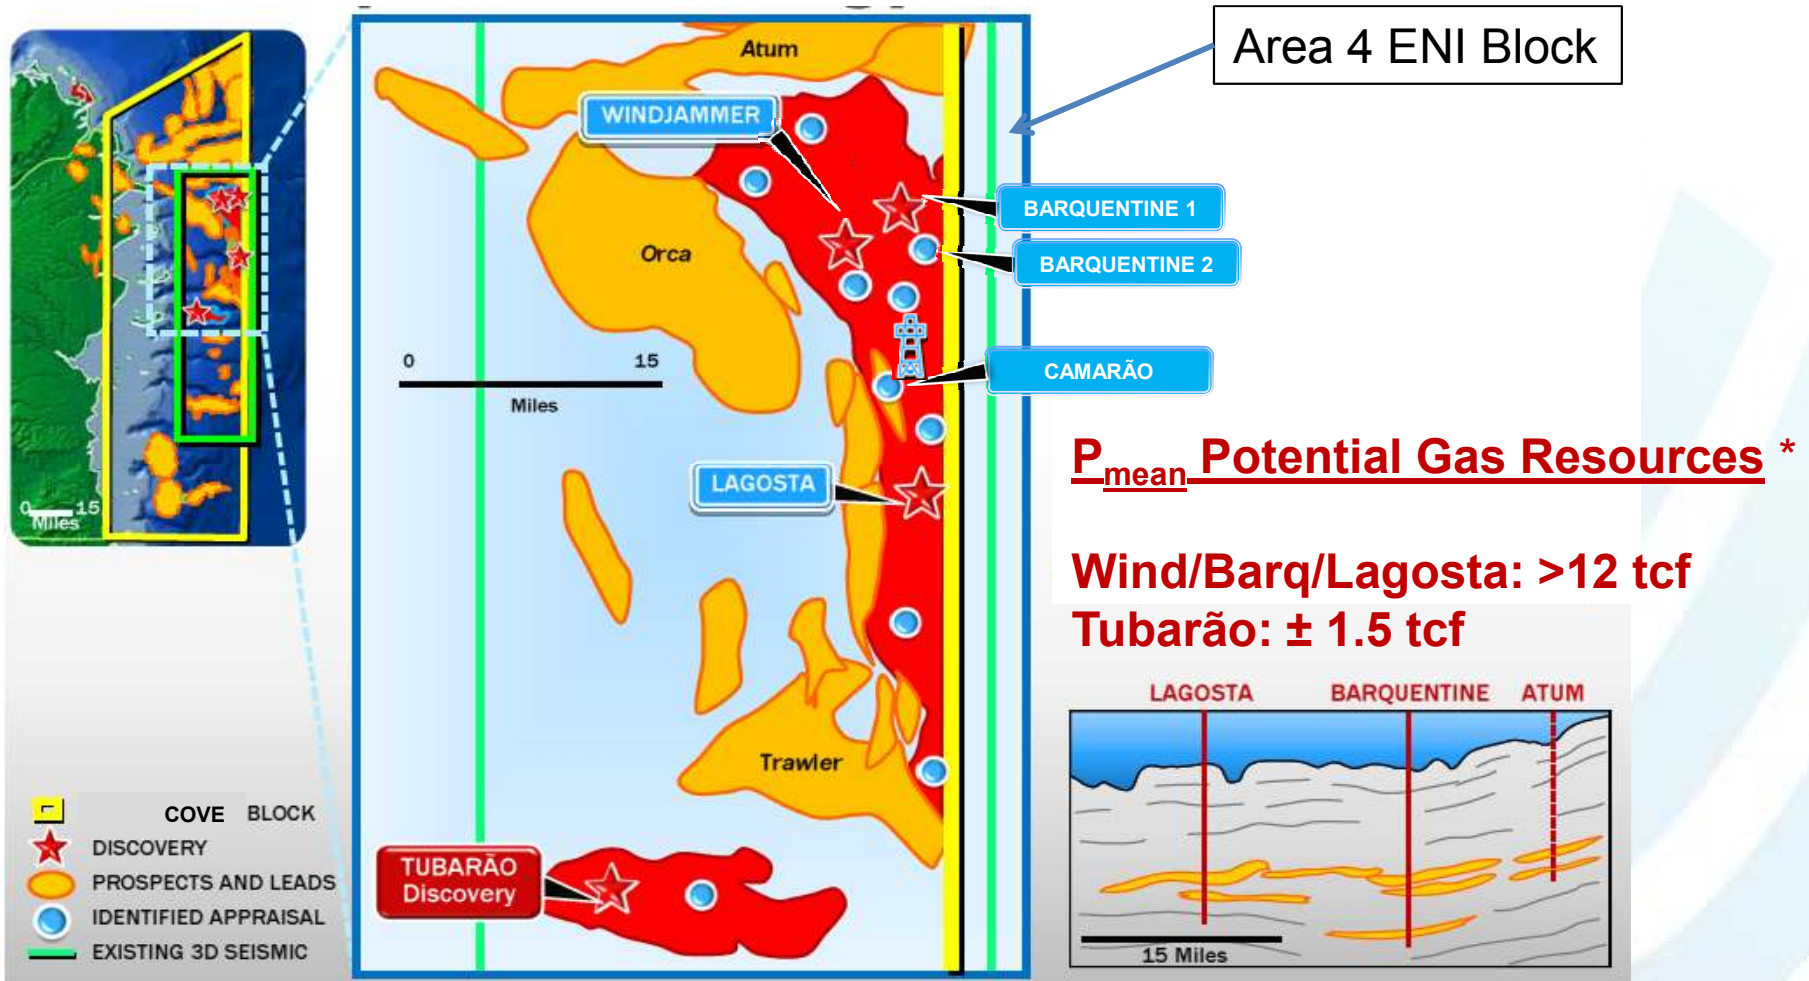 Area 4 ENI Block
Atum
WINDJAMMER
BARQUENTINE 1
Orca
BARQUENTINE 2
0 15
Miles
CAMARÃO
LAGOSTA
Trawler
TUBARÃO
Discovery
0 15
Miles
COVE BLOCK
DISCOVERY
PROSPECTS AND LEADS
IDENTIFIED APPRAISAL
EXISTING 3D SEISMIC
Pmean Potential Gas Resources *
Wind/Barq/Lagosta: >12 tcf
Tubarão: ± 1.5 tcf
LAGOSTA BARQUENTINE ATUM
15 Miles